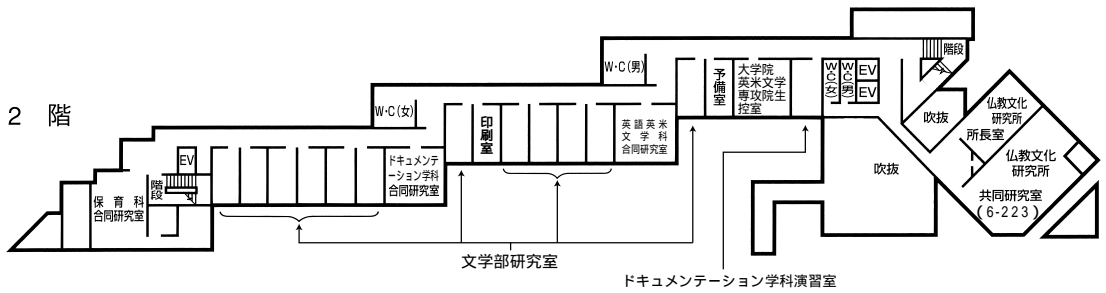 2 階
保 育 科
合同研究室
階
段
EV
W・C(女)
ドキュメンテ
ーション学科
合同研究室
印刷室
英 語 英 米
文 学 科
合同研究室
W・C(男)
予備室
大学院
英米文学
専攻院生
控室
W・C(女)
W・C(男)
EV
EV
階段
吹抜
吹抜
仏教文化
研究所
所長室
仏教文化
研究所
共同研究室
(6-223)
文学部研究室
ドキュメンテーション学科演習室